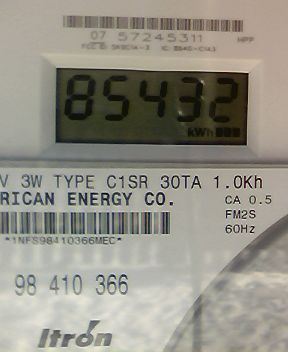 07 57245311 HPP
85432
kWh
V 3W TYPE C1SR 30TA 1.0Kh
RICAN ENERGY CO. CA 0.5
FM2S
*1NFS98410366MEC* 60Hz
98 410 366
Itron